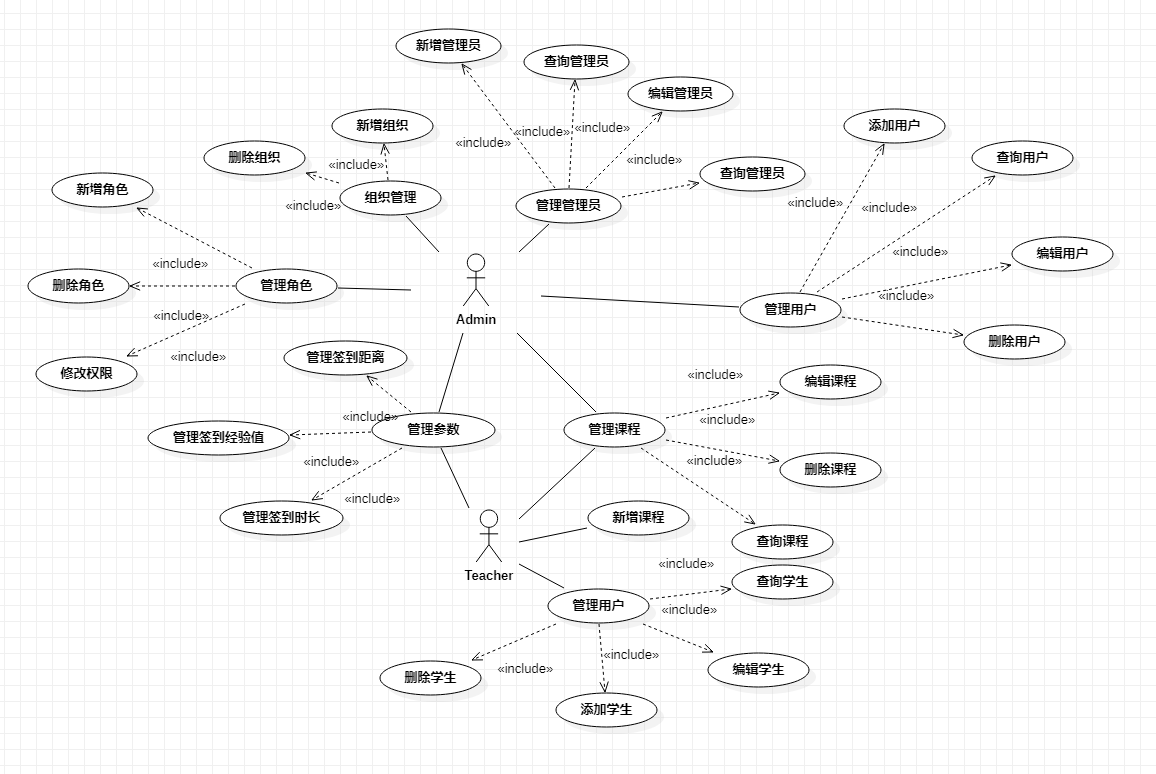 新增管理员
查询管理员
编辑管理员
新增组织
添加用户
«include»
«include»
«include»
删除组织
«include»
«include»
查询用户
查询管理员
新增角色
组织管理
«include»
管理管理员
«include»
«include»
«include»
编辑用户
«include»
Admin
删除角色
管理角色
«include»
管理用户
«include»
删除用户
«include»
管理签到距离
修改权限
«include»
编辑课程
«include»
«include»
管理参数
管理课程
管理签到经验值
«include»
«include»
删除课程
«include»
管理签到时长
新增课程
查询课程
Teacher
«include»
查询学生
管理用户
«include»
«include»
«include»
编辑学生
删除学生
添加学生